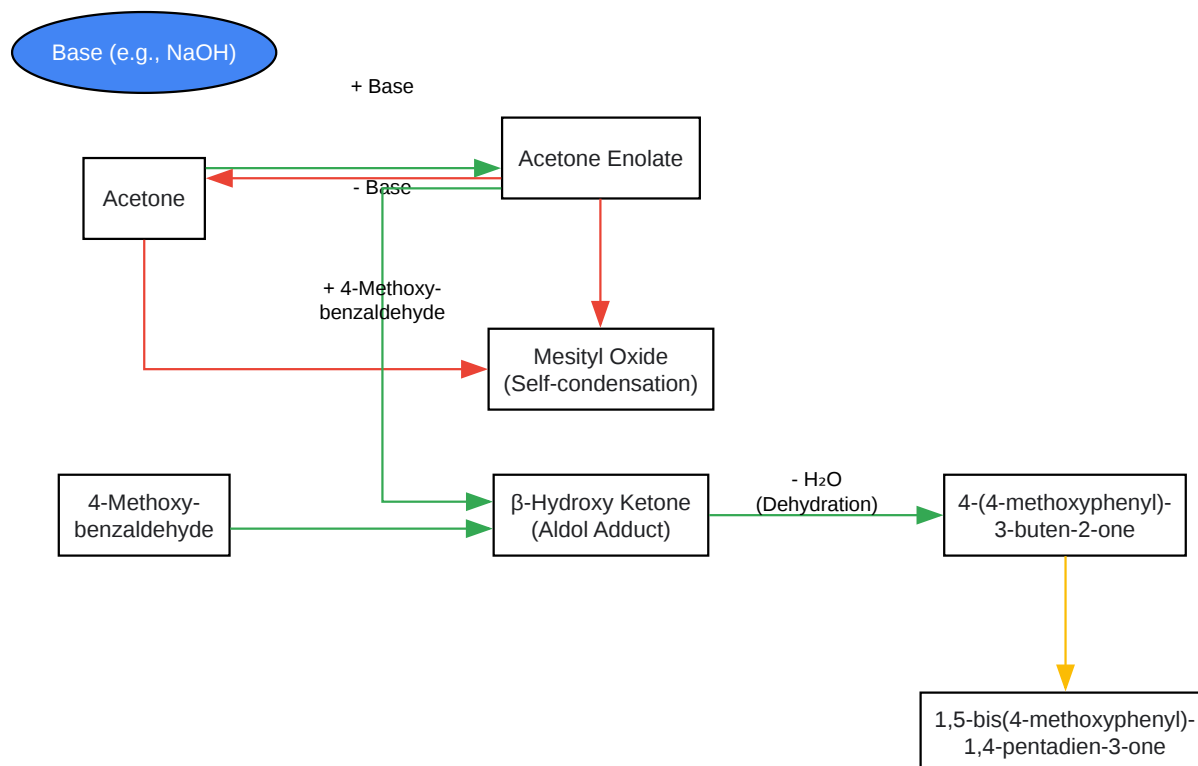 Base (e.g., NaOH)
+ Base
Acetone Enolate
Acetone
- Base
+ 4-Methoxy-
benzaldehyde
Mesityl Oxide
(Self-condensation)
4-Methoxy-
benzaldehyde
β-Hydroxy Ketone
(Aldol Adduct)
- H₂O
(Dehydration)
4-(4-methoxyphenyl)-
3-buten-2-one
1,5-bis(4-methoxyphenyl)-
1,4-pentadien-3-one